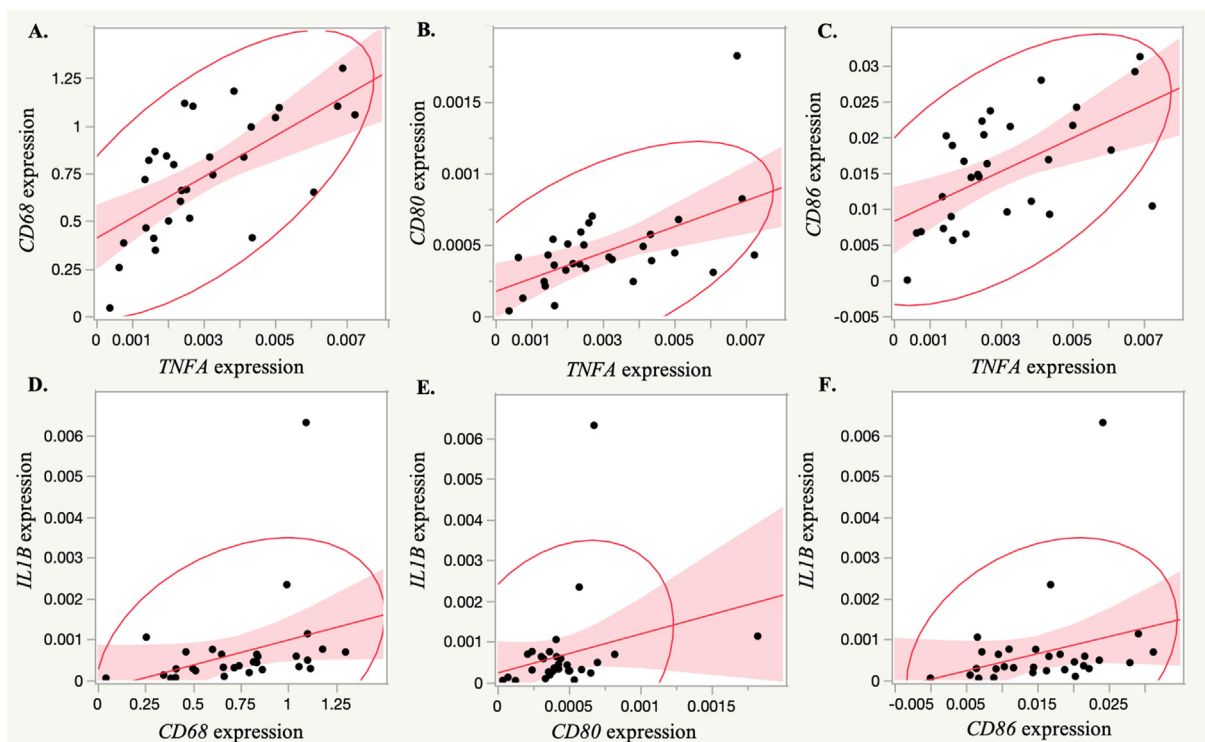 A.
CD68 expression
1.25
1
0.75
0.5
0.25
0
0 0.001 0.003 0.005 0.007
TNFA expression
B.
CD80 expression
0.0015
0.001
0.0005
0
0 0.001 0.003 0.005 0.007
TNFA expression
C.
CD86 expression
0.03
0.025
0.02
0.015
0.01
0.005
0
-0.005
0 0.001 0.003 0.005 0.007
TNFA expression
D.
IL1B expression
0.006
0.005
0.004
0.003
0.002
0.001
0
0 0.25 0.5 0.75 1 1.25
CD68 expression
E.
IL1B expression
0.006
0.005
0.004
0.003
0.002
0.001
0
0 0.0005 0.0015
CD80 expression
F.
IL1B expression
0.006
0.005
0.004
0.003
0.002
0.001
0
-0.005 0.005 0.015 0.025
CD86 expression